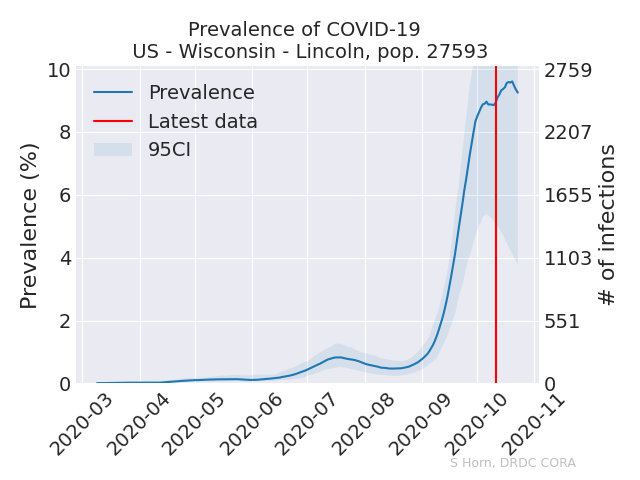 Prevalence of COVID-19
US - Wisconsin - Lincoln, pop. 27593
Prevalence
Latest data
95CI
Prevalence (%)
10
8
6
4
2
0
2759
2207
1655
1103
551
0
# of infections
2020-03
2020-04
2020-05
2020-06
2020-07
2020-08
2020-09
2020-10
2020-11
S Horn, DRDC CORA